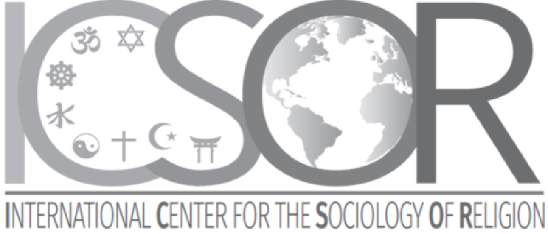 ICSOR
INTERNATIONAL CENTER FOR THE SOCIOLOGY OF RELIGION